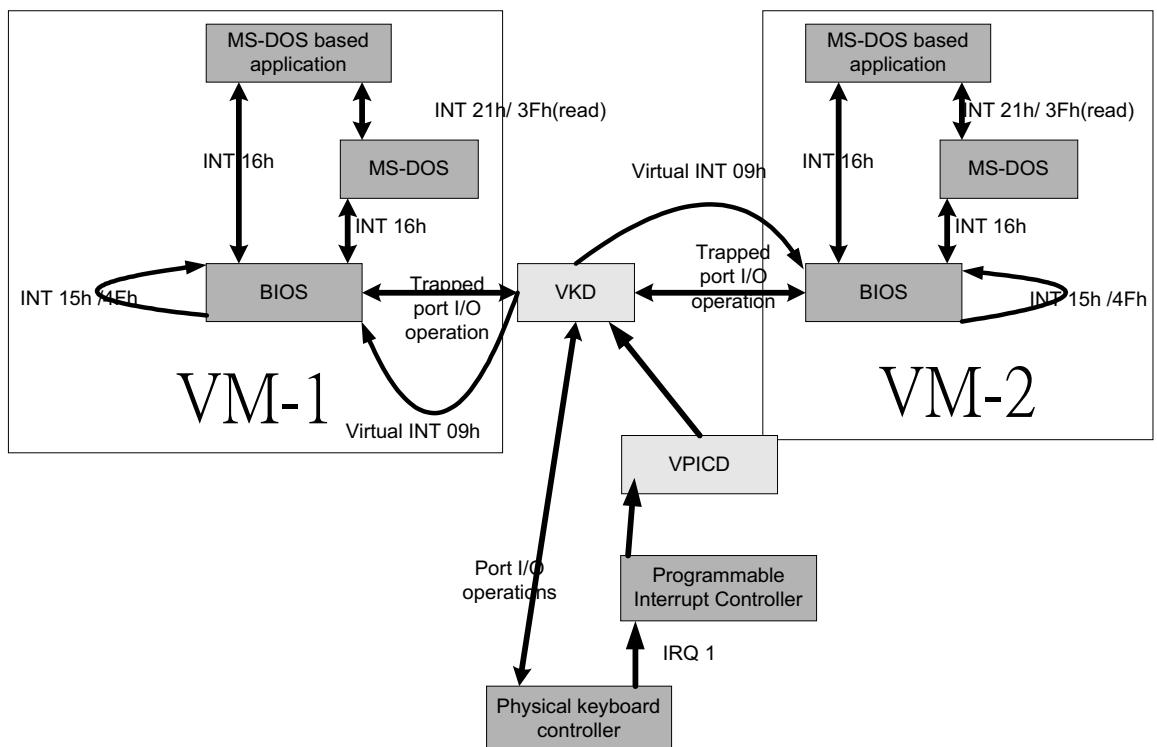 MS-DOS based
application
INT 21h/ 3Fh(read)
INT 16h
MS-DOS
INT 16h
INT 15h /4Fh
BIOS
Trapped
port I/O
operation
VM-1
Virtual INT 09h
VKD
Virtual INT 09h
Trapped
port I/O
operation
MS-DOS based
application
INT 21h/ 3Fh(read)
INT 16h
MS-DOS
INT 16h
BIOS
INT 15h /4Fh
VM-2
VPICD
Port I/O
operations
Programmable
Interrupt Controller
IRQ 1
Physical keyboard
controller